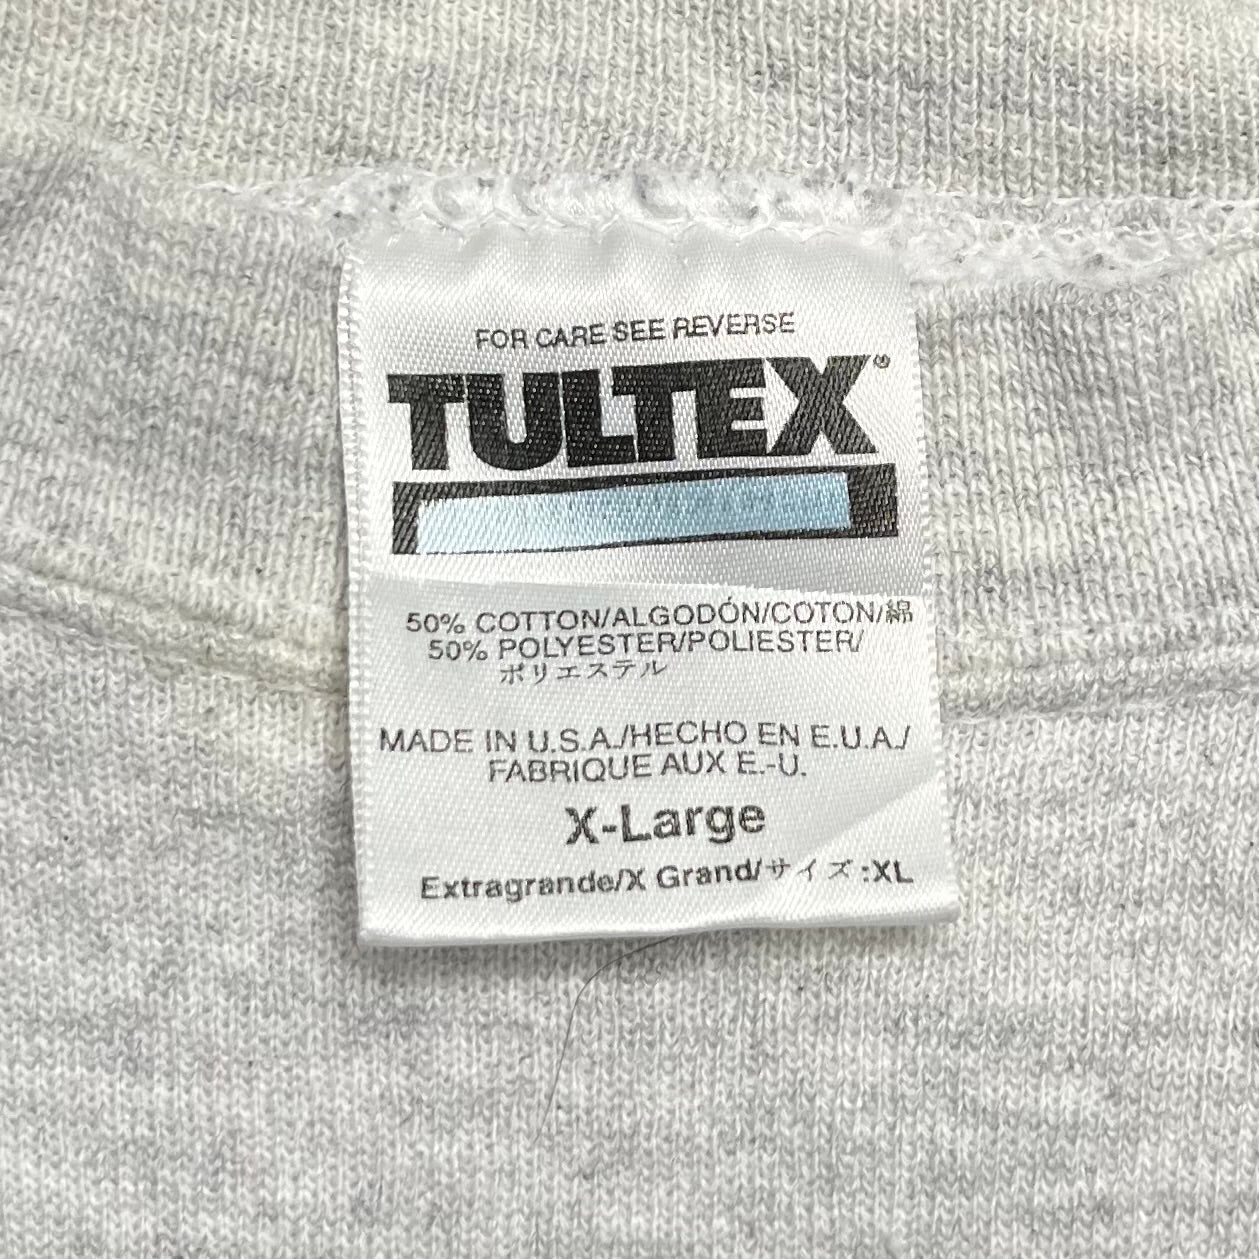 FOR CARE SEE REVERSE
TULTEX®
50% COTTON/ALGODÓN/COTON/綿
50% POLYESTER/POLIESTER/
ポリエステル
MADE IN U.S.A./HECHO EN E.U.A./
FABRIQUE AUX E.-U.
X-Large
Extragrande/X Grand/サイズ:XL